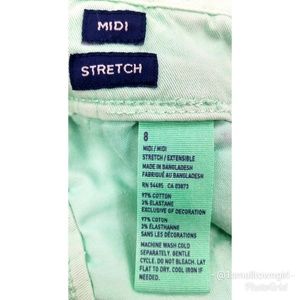 MIDI
STRETCH
8
MIDI / MIDI
STRETCH / EXTENSIBLE
MADE IN BANGLADESH
FABRIQUÉ AU BANGLADESH
RN 54485 CA 03873
97% COTTON
3% ELASTANE
EXCLUSIVE OF DECORATION
97% COTON
3% ÉLASTHANNE
SANS LES DÉCORATIONS
MACHINE WASH COLD
SEPARATELY. GENTLE
CYCLE. DO NOT BLEACH. LAY
FLAT TO DRY. COOL IRON IF
NEEDED.
PhotoGrid